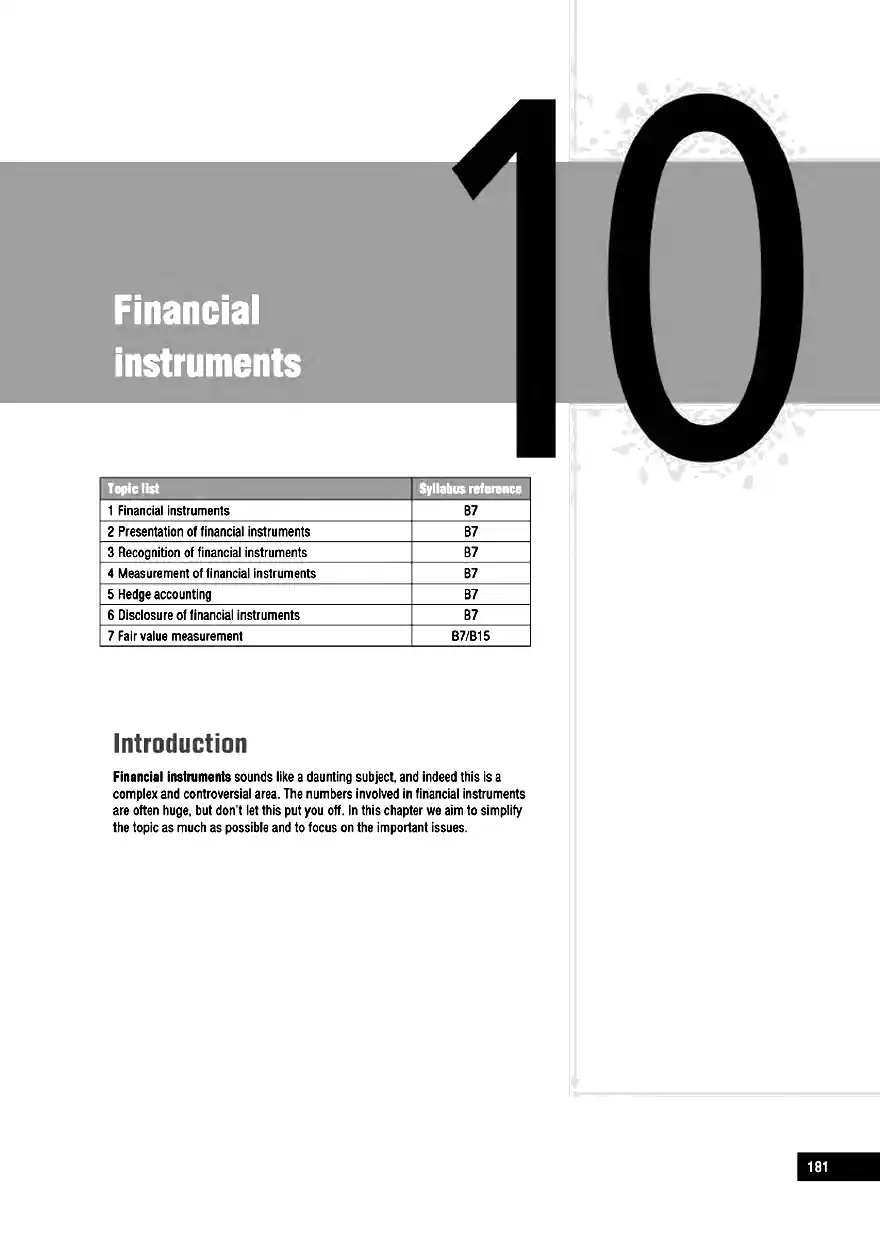 10
Financial
instruments
Topic list Syllabus reference
1 Financial instruments B7
2 Presentation of financial instruments B7
3 Recognition of financial instruments B7
4 Measurement of financial instruments B7
5 Hedge accounting B7
6 Disclosure of financial instruments B7
7 Fair value measurement B7/B15
Introduction
Financial instruments sounds like a daunting subject, and indeed this is a
complex and controversial area. The numbers involved in financial instruments
are often huge, but don't let this put you off. In this chapter we aim to simplify
the topic as much as possible and to focus on the important issues.
181